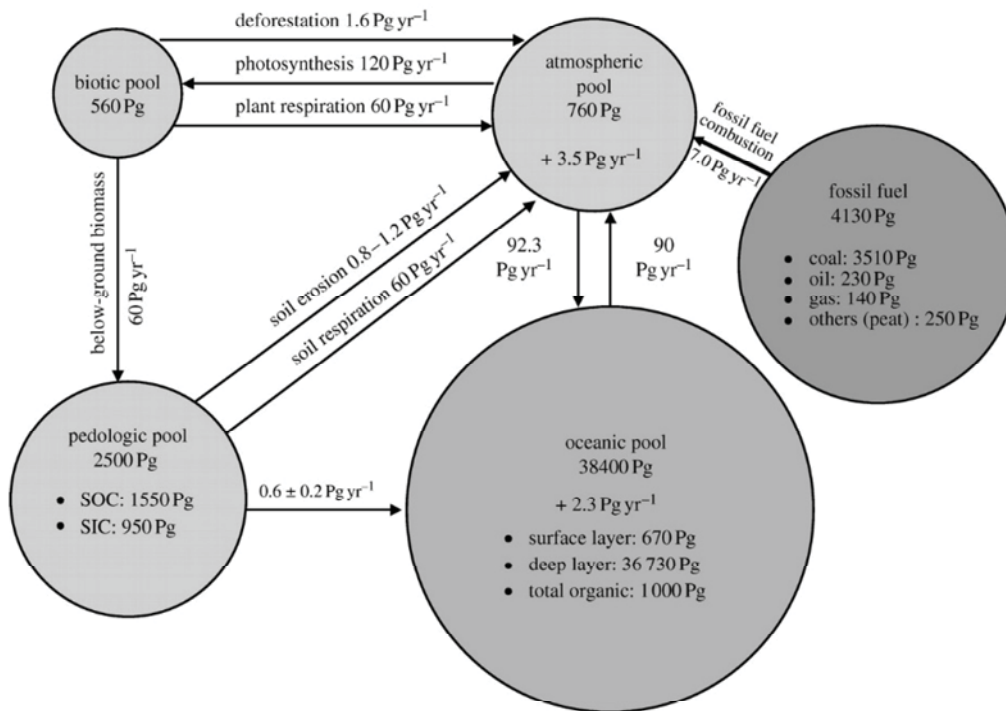 deforestation 1.6 Pg yr⁻¹
photosynthesis 120 Pg yr⁻¹
plant respiration 60 Pg yr⁻¹
biotic pool
560 Pg
atmospheric
pool
760 Pg
+ 3.5 Pg yr⁻¹
fossil fuel
combustion
7.0 Pg yr⁻¹
fossil fuel
4130 Pg
• coal: 3510 Pg
• oil: 230 Pg
• gas: 140 Pg
• others (peat) : 250 Pg
below-ground biomass
60 Pg yr⁻¹
soil erosion 0.8–1.2 Pg yr⁻¹
soil respiration 60 Pg yr⁻¹
92.3
Pg yr⁻¹
90
Pg yr⁻¹
pedologic pool
2500 Pg
• SOC: 1550 Pg
• SIC: 950 Pg
0.6 ± 0.2 Pg yr⁻¹
oceanic pool
38400 Pg
+ 2.3 Pg yr⁻¹
• surface layer: 670 Pg
• deep layer: 36 730 Pg
• total organic: 1000 Pg